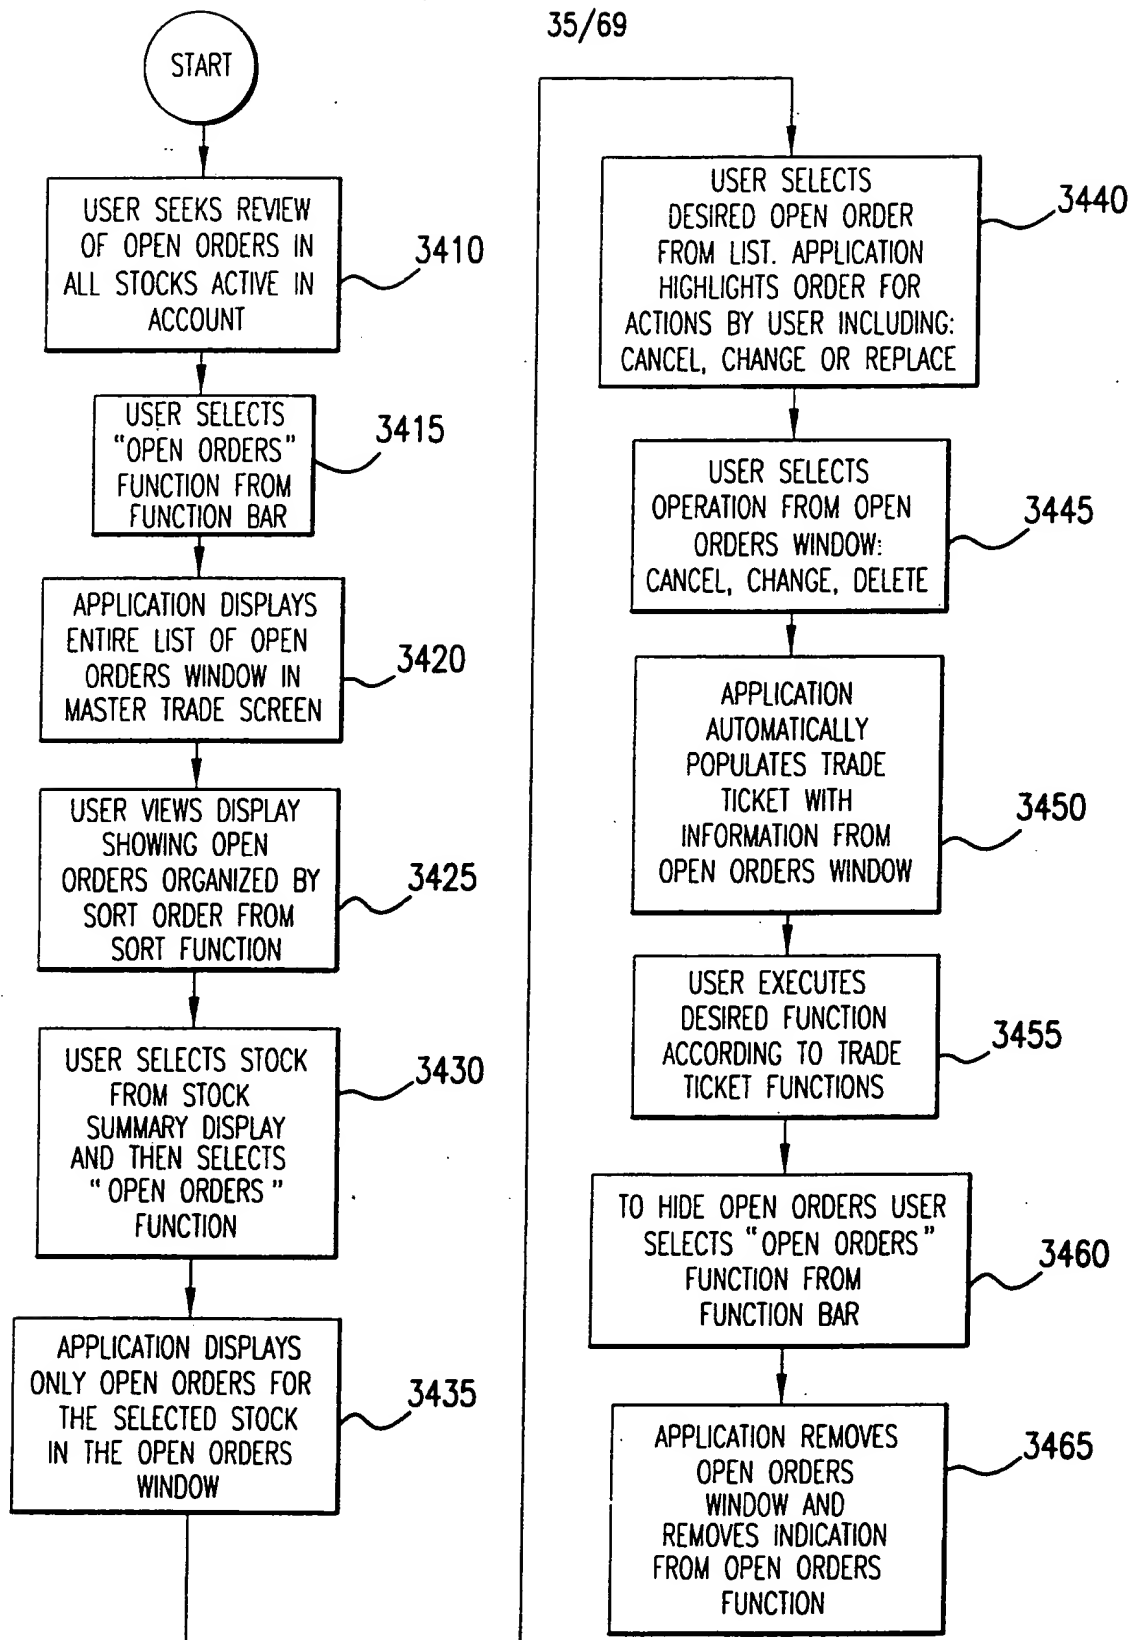 35/69
START
USER SEEKS REVIEW
OF OPEN ORDERS IN
ALL STOCKS ACTIVE IN
ACCOUNT
3410
USER SELECTS
"OPEN ORDERS"
FUNCTION FROM
FUNCTION BAR
3415
APPLICATION DISPLAYS
ENTIRE LIST OF OPEN
ORDERS WINDOW IN
MASTER TRADE SCREEN
3420
USER VIEWS DISPLAY
SHOWING OPEN
ORDERS ORGANIZED BY
SORT ORDER FROM
SORT FUNCTION
3425
USER SELECTS STOCK
FROM STOCK
SUMMARY DISPLAY
AND THEN SELECTS
"OPEN ORDERS"
FUNCTION
3430
APPLICATION DISPLAYS
ONLY OPEN ORDERS FOR
THE SELECTED STOCK
IN THE OPEN ORDERS
WINDOW
3435
USER SELECTS
DESIRED OPEN ORDER
FROM LIST. APPLICATION
HIGHLIGHTS ORDER FOR
ACTIONS BY USER INCLUDING:
CANCEL, CHANGE OR REPLACE
3440
USER SELECTS
OPERATION FROM OPEN
ORDERS WINDOW:
CANCEL, CHANGE, DELETE
3445
APPLICATION
AUTOMATICALLY
POPULATES TRADE
TICKET WITH
INFORMATION FROM
OPEN ORDERS WINDOW
3450
USER EXECUTES
DESIRED FUNCTION
ACCORDING TO TRADE
TICKET FUNCTIONS
3455
TO HIDE OPEN ORDERS USER
SELECTS "OPEN ORDERS"
FUNCTION FROM
FUNCTION BAR
3460
APPLICATION REMOVES
OPEN ORDERS
WINDOW AND
REMOVES INDICATION
FROM OPEN ORDERS
FUNCTION
3465